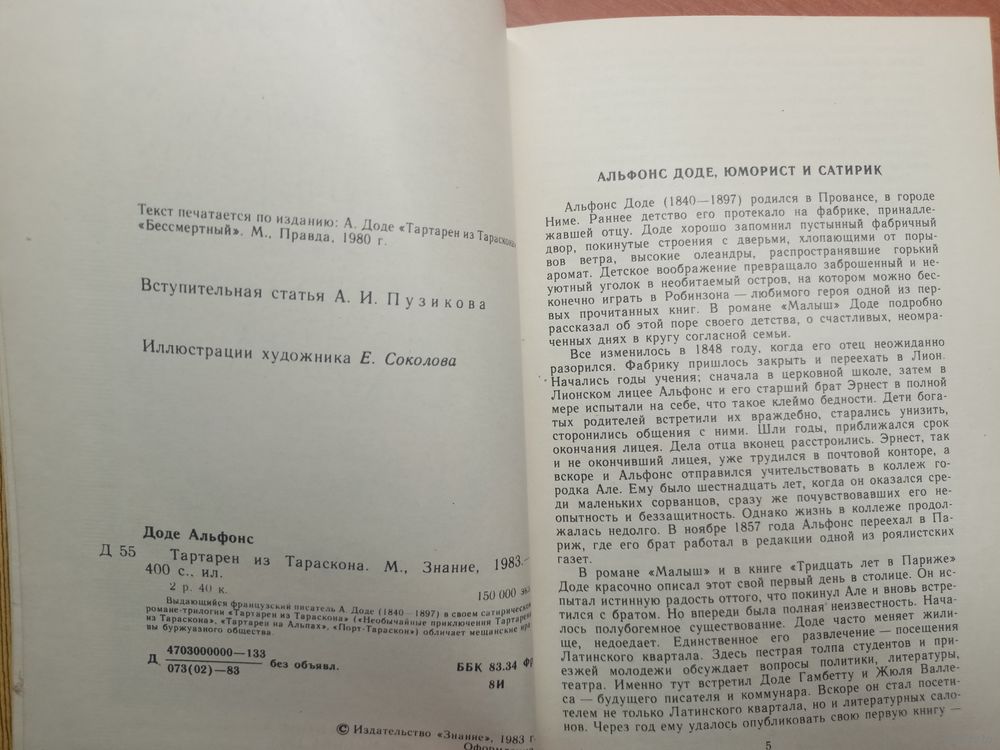 Текст печатается по изданию: А. Доде «Тартарен из Тараскона»
«Бессмертный». М., Правда, 1980 г.
Вступительная статья А. И. Пузикова
Иллюстрации художника Е. Соколова
Доде Альфонс
Д 55
Тартарен из Тараскона. М., Знание, 1983.—
400 с., ил.
2 р. 40 к.
150 000 экз
Выдающийся французский писатель А. Доде (1840—1897) в своем сатирическом
романе-трилогии «Тартарен из Тараскона» («Необычайные приключения Тартарена
из Тараскона», «Тартарен на Альпах», «Порт-Тараскон») обличает мещанские нра
вы буржуазного общества.
Д 4703000000—133
073(02)—83 без объявл.
ББК 83.34 Фр
8И
© Издательство «Знание», 1983 г.
АЛЬФОНС ДОДЕ, ЮМОРИСТ И САТИРИК
Альфонс Доде (1840—1897) родился в Провансе, в городе
Ниме. Раннее детство его протекало на фабрике, принадле-
жавшей отцу. Доде хорошо запомнил пустынный фабричный
двор, покинутые строения с дверьми, хлопающими от поры-
вов ветра, высокие олеандры, распространявшие горький
аромат. Детское воображение превращало заброшенный и не-
уютный уголок в необитаемый остров, на котором можно бес-
конечно играть в Робинзона — любимого героя одной из пер-
вых прочитанных книг. В романе «Малыш» Доде подробно
рассказал об этой поре своего детства, о счастливых, неомра-
ченных днях в кругу согласной семьи.
Все изменилось в 1848 году, когда его отец неожиданно
разорился. Фабрику пришлось закрыть и переехать в Лион.
Начались годы учения; сначала в церковной школе, затем в
Лионском лицее Альфонс и его старший брат Эрнест в полной
мере испытали на себе, что такое клеймо бедности. Дети бога-
тых родителей встретили их враждебно, старались унизить,
сторонились общения с ними. Шли годы, приближался срок
окончания лицея. Дела отца вконец расстроились. Эрнест, так
и не окончивший лицея, уже трудился в почтовой конторе, а
вскоре и Альфонс отправился учительствовать в коллеж го-
родка Але. Ему было шестнадцать лет, когда он оказался сре-
ди маленьких сорванцов, сразу же почувствовавших его не-
опытность и беззащитность. Однако жизнь в коллеже продол-
жалась недолго. В ноябре 1857 года Альфонс переехал в Па-
риж, где его брат работал в редакции одной из роялистских
газет.
В романе «Малыш» и в книге «Тридцать лет в Париже»
Доде красочно описал этот свой первый день в столице. Он ис-
пытал истинную радость оттого, что покинул Але и вновь встре-
тился с братом. Но впереди была полная неизвестность. Нача-
лось полубогемное существование. Доде часто меняет жили-
ще, недоедает. Единственное его развлечение — посещения
Латинского квартала. Здесь пестрая толпа студентов и при-
езжей молодежи обсуждает вопросы политики, литературы,
театра. Именно тут встретил Доде Гамбетту и Жюля Валле-
са — будущего писателя и коммунара. Вскоре он стал посети-
телем не только Латинского квартала, но и литературных сало-
нов. Через год ему удалось опубликовать свою первую книгу —
5